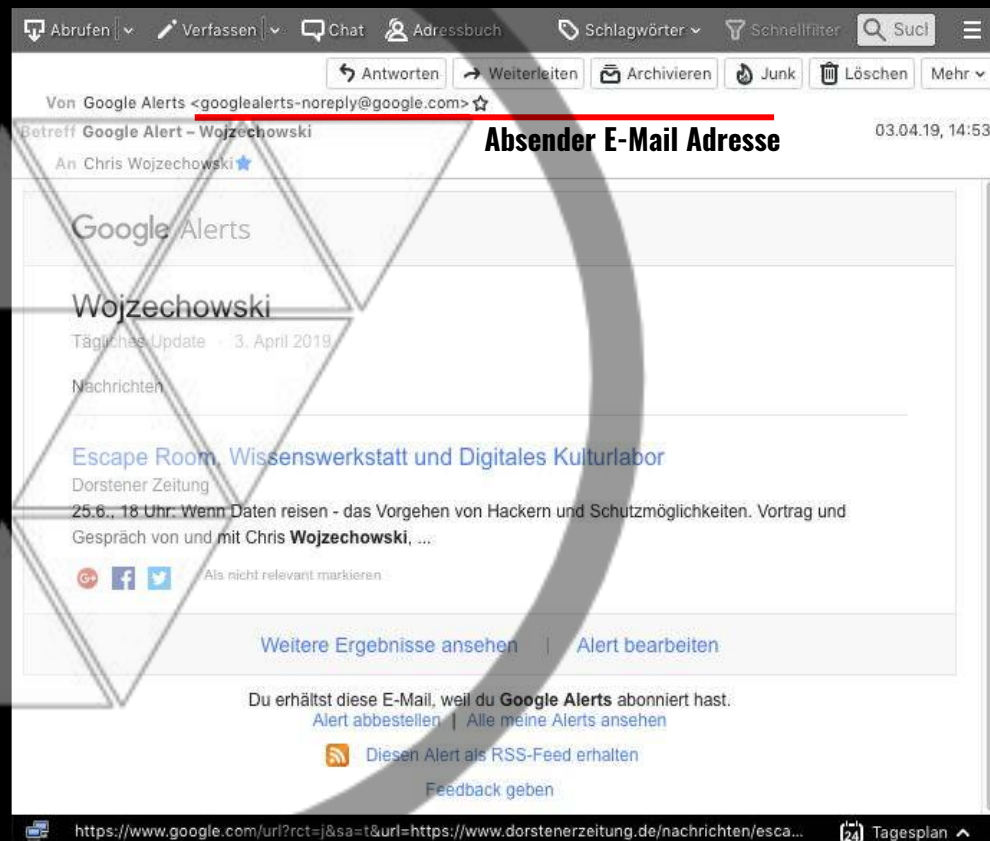 Abrufen Verfassen Chat Adressbuch Schlagwörter Schnellfilter Such
Antworten Weiterleiten Archivieren Junk Löschen Mehr
Von Google Alerts <googlealerts-noreply@google.com>
Betreff Google Alert – Wojzechowski
Absender E-Mail Adresse
03.04.19, 14:53
An Chris Wojzechowski
Google Alerts
Wojzechowski
Tägliches Update · 3. April 2019
Nachrichten
Escape Room, Wissenswerkstatt und Digitales Kulturlabor
Dorstener Zeitung
25.6., 18 Uhr: Wenn Daten reisen - das Vorgehen von Hackern und Schutzmöglichkeiten. Vortrag und
Gespräch von und mit Chris Wojzechowski, ...
Als nicht relevant markieren
Weitere Ergebnisse ansehen | Alert bearbeiten
Du erhältst diese E-Mail, weil du Google Alerts abonniert hast.
Alert abbestellen | Alle meine Alerts ansehen
Diesen Alert als RSS-Feed erhalten
Feedback geben
https://www.google.com/url?rct=j&sa=t&url=https://www.dorstenerzeitung.de/nachrichten/esca... 24 Tagesplan